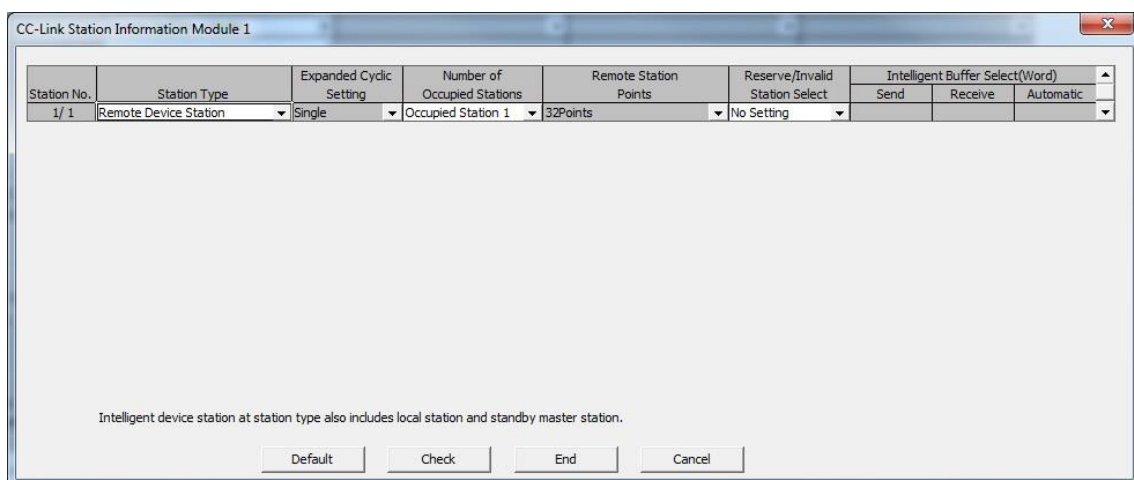 CC-Link Station Information Module 1
Expanded Cyclic Number of Remote Station Reserve/Invalid Intelligent Buffer Select(Word)
Station No. Station Type Setting Occupied Stations Points Station Select Send Receive Automatic
1/ 1 Remote Device Station Single Occupied Station 1 32Points No Setting
Intelligent device station at station type also includes local station and standby master station.
Default Check End Cancel